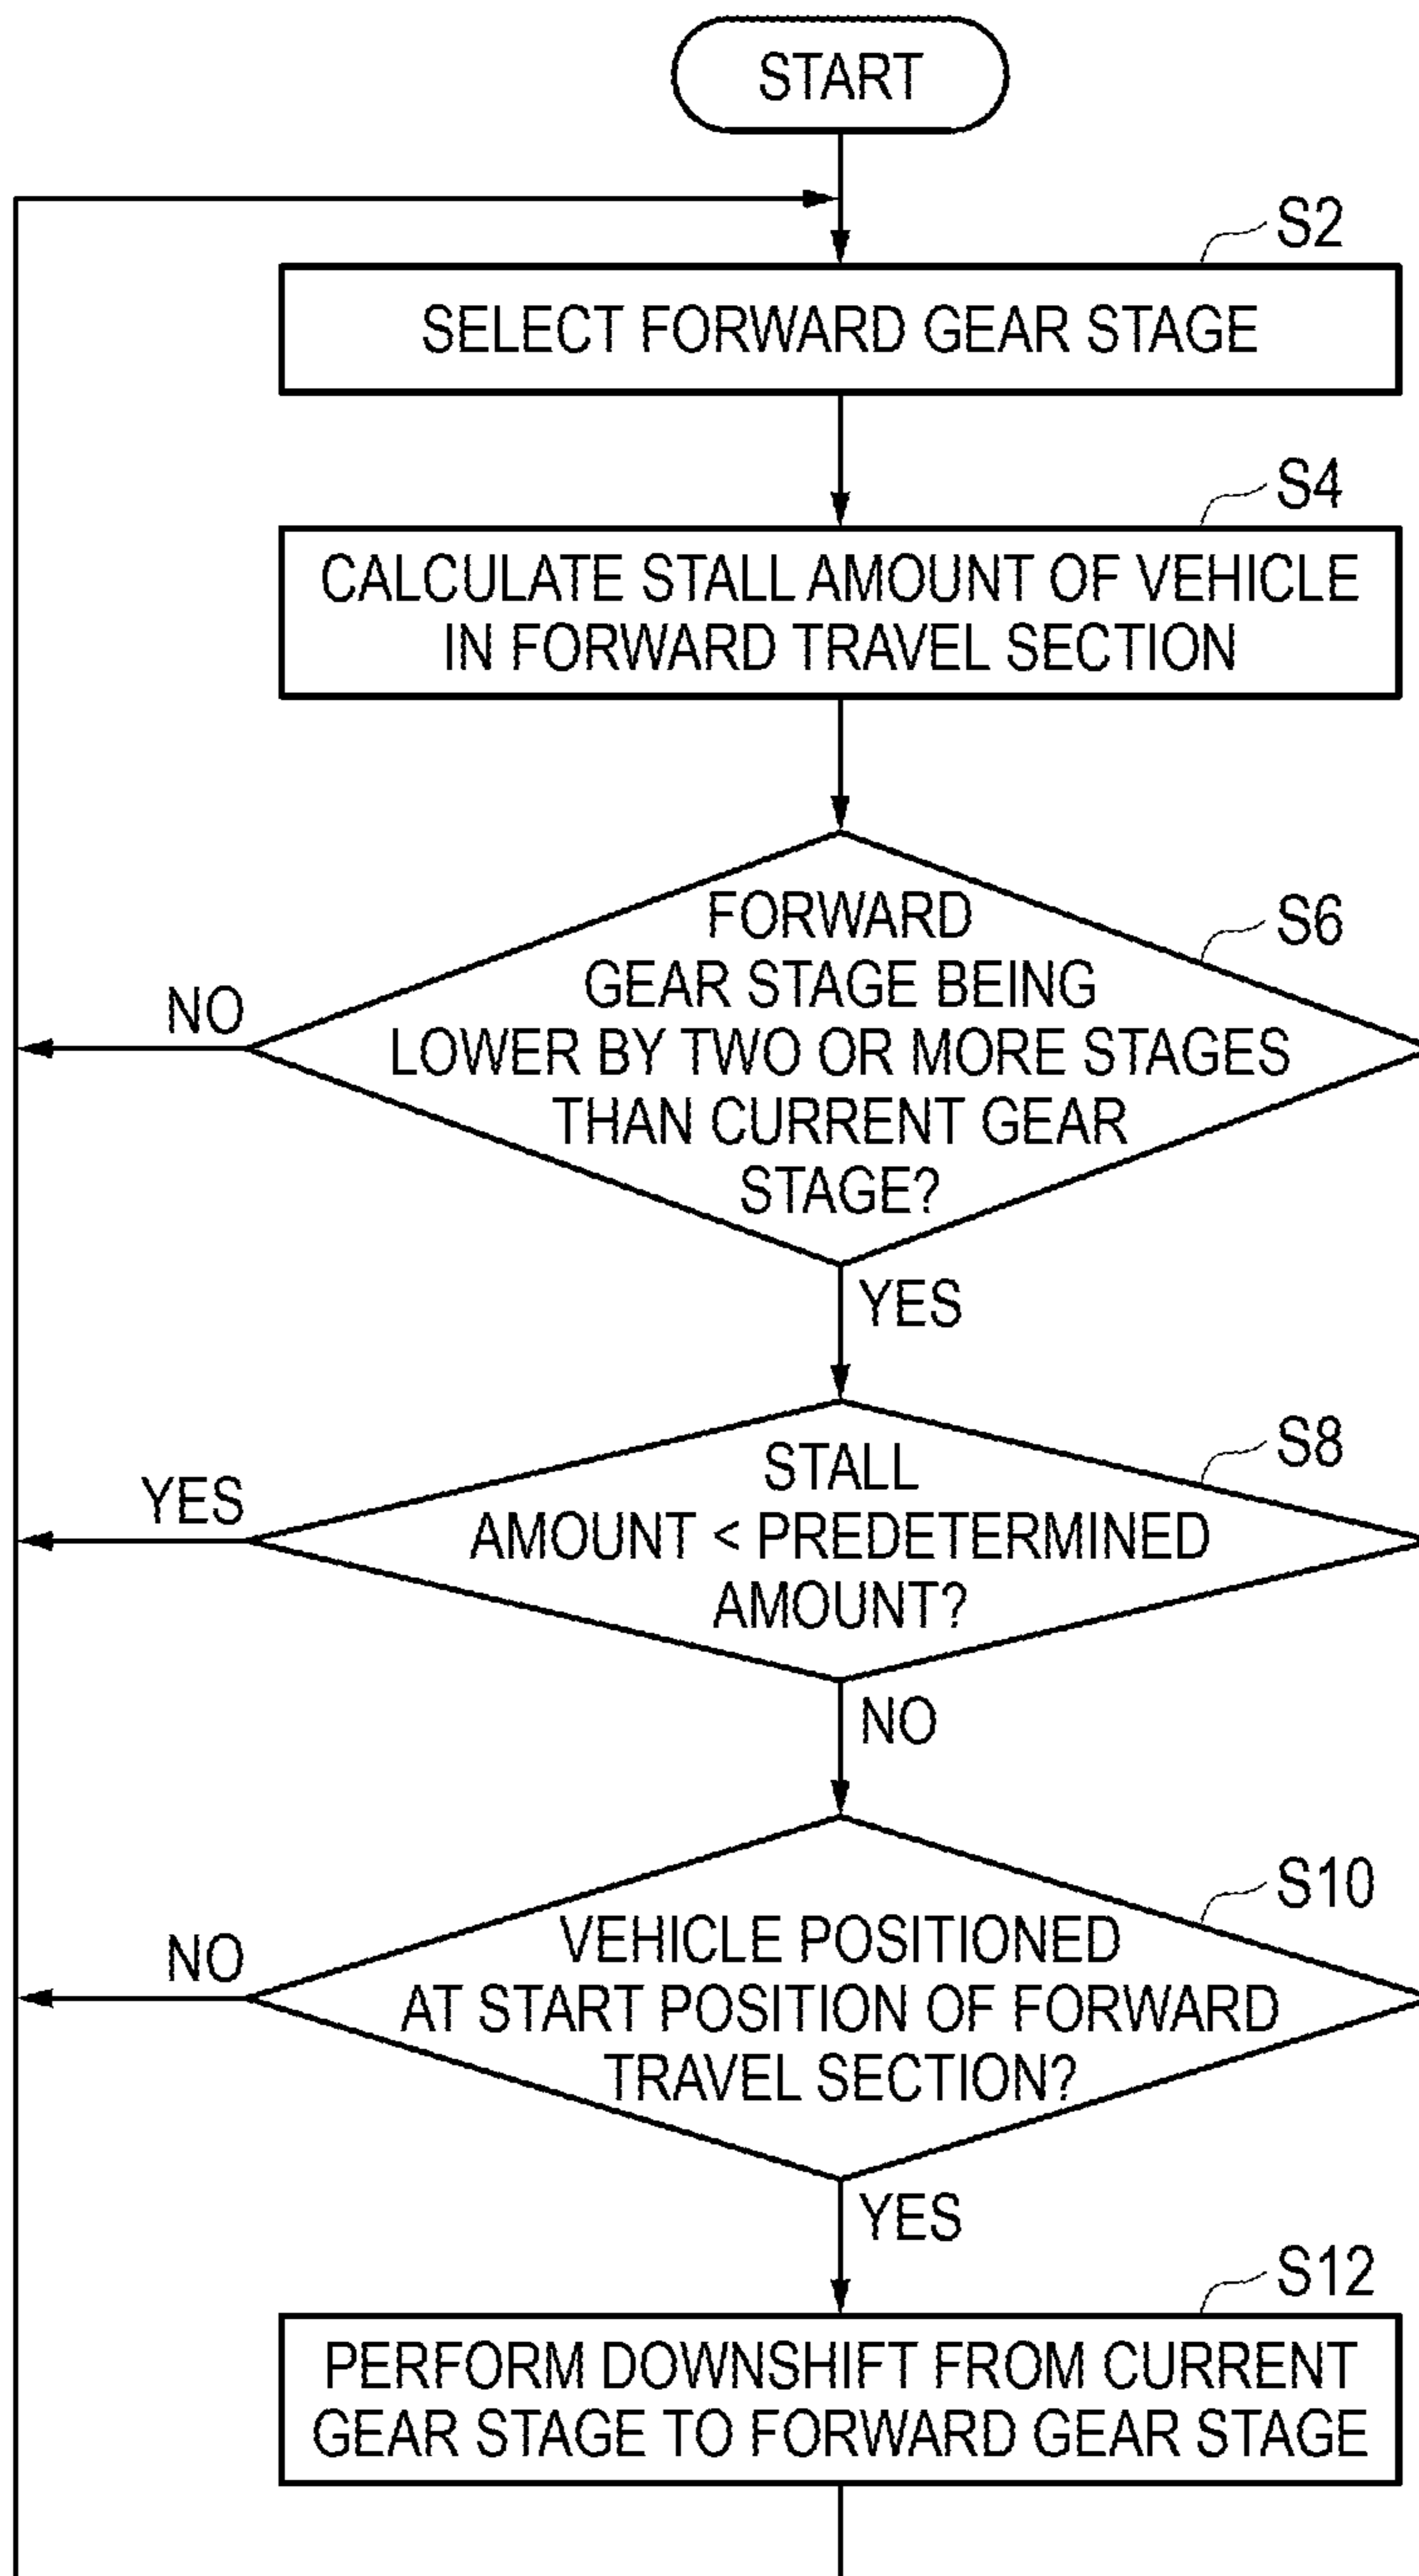 START
S2
SELECT FORWARD GEAR STAGE
S4
CALCULATE STALL AMOUNT OF VEHICLE
IN FORWARD TRAVEL SECTION
S6
FORWARD
GEAR STAGE BEING
LOWER BY TWO OR MORE STAGES
THAN CURRENT GEAR
STAGE?
NO
YES
S8
STALL
AMOUNT < PREDETERMINED
AMOUNT?
YES
NO
S10
VEHICLE POSITIONED
AT START POSITION OF FORWARD
TRAVEL SECTION?
NO
YES
S12
PERFORM DOWNSHIFT FROM CURRENT
GEAR STAGE TO FORWARD GEAR STAGE